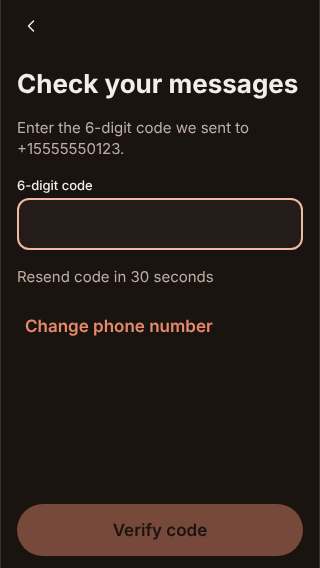 Check your messages
Enter the 6-digit code we sent to
+15555550123.
6-digit code
Resend code in 30 seconds
Change phone number
Verify code